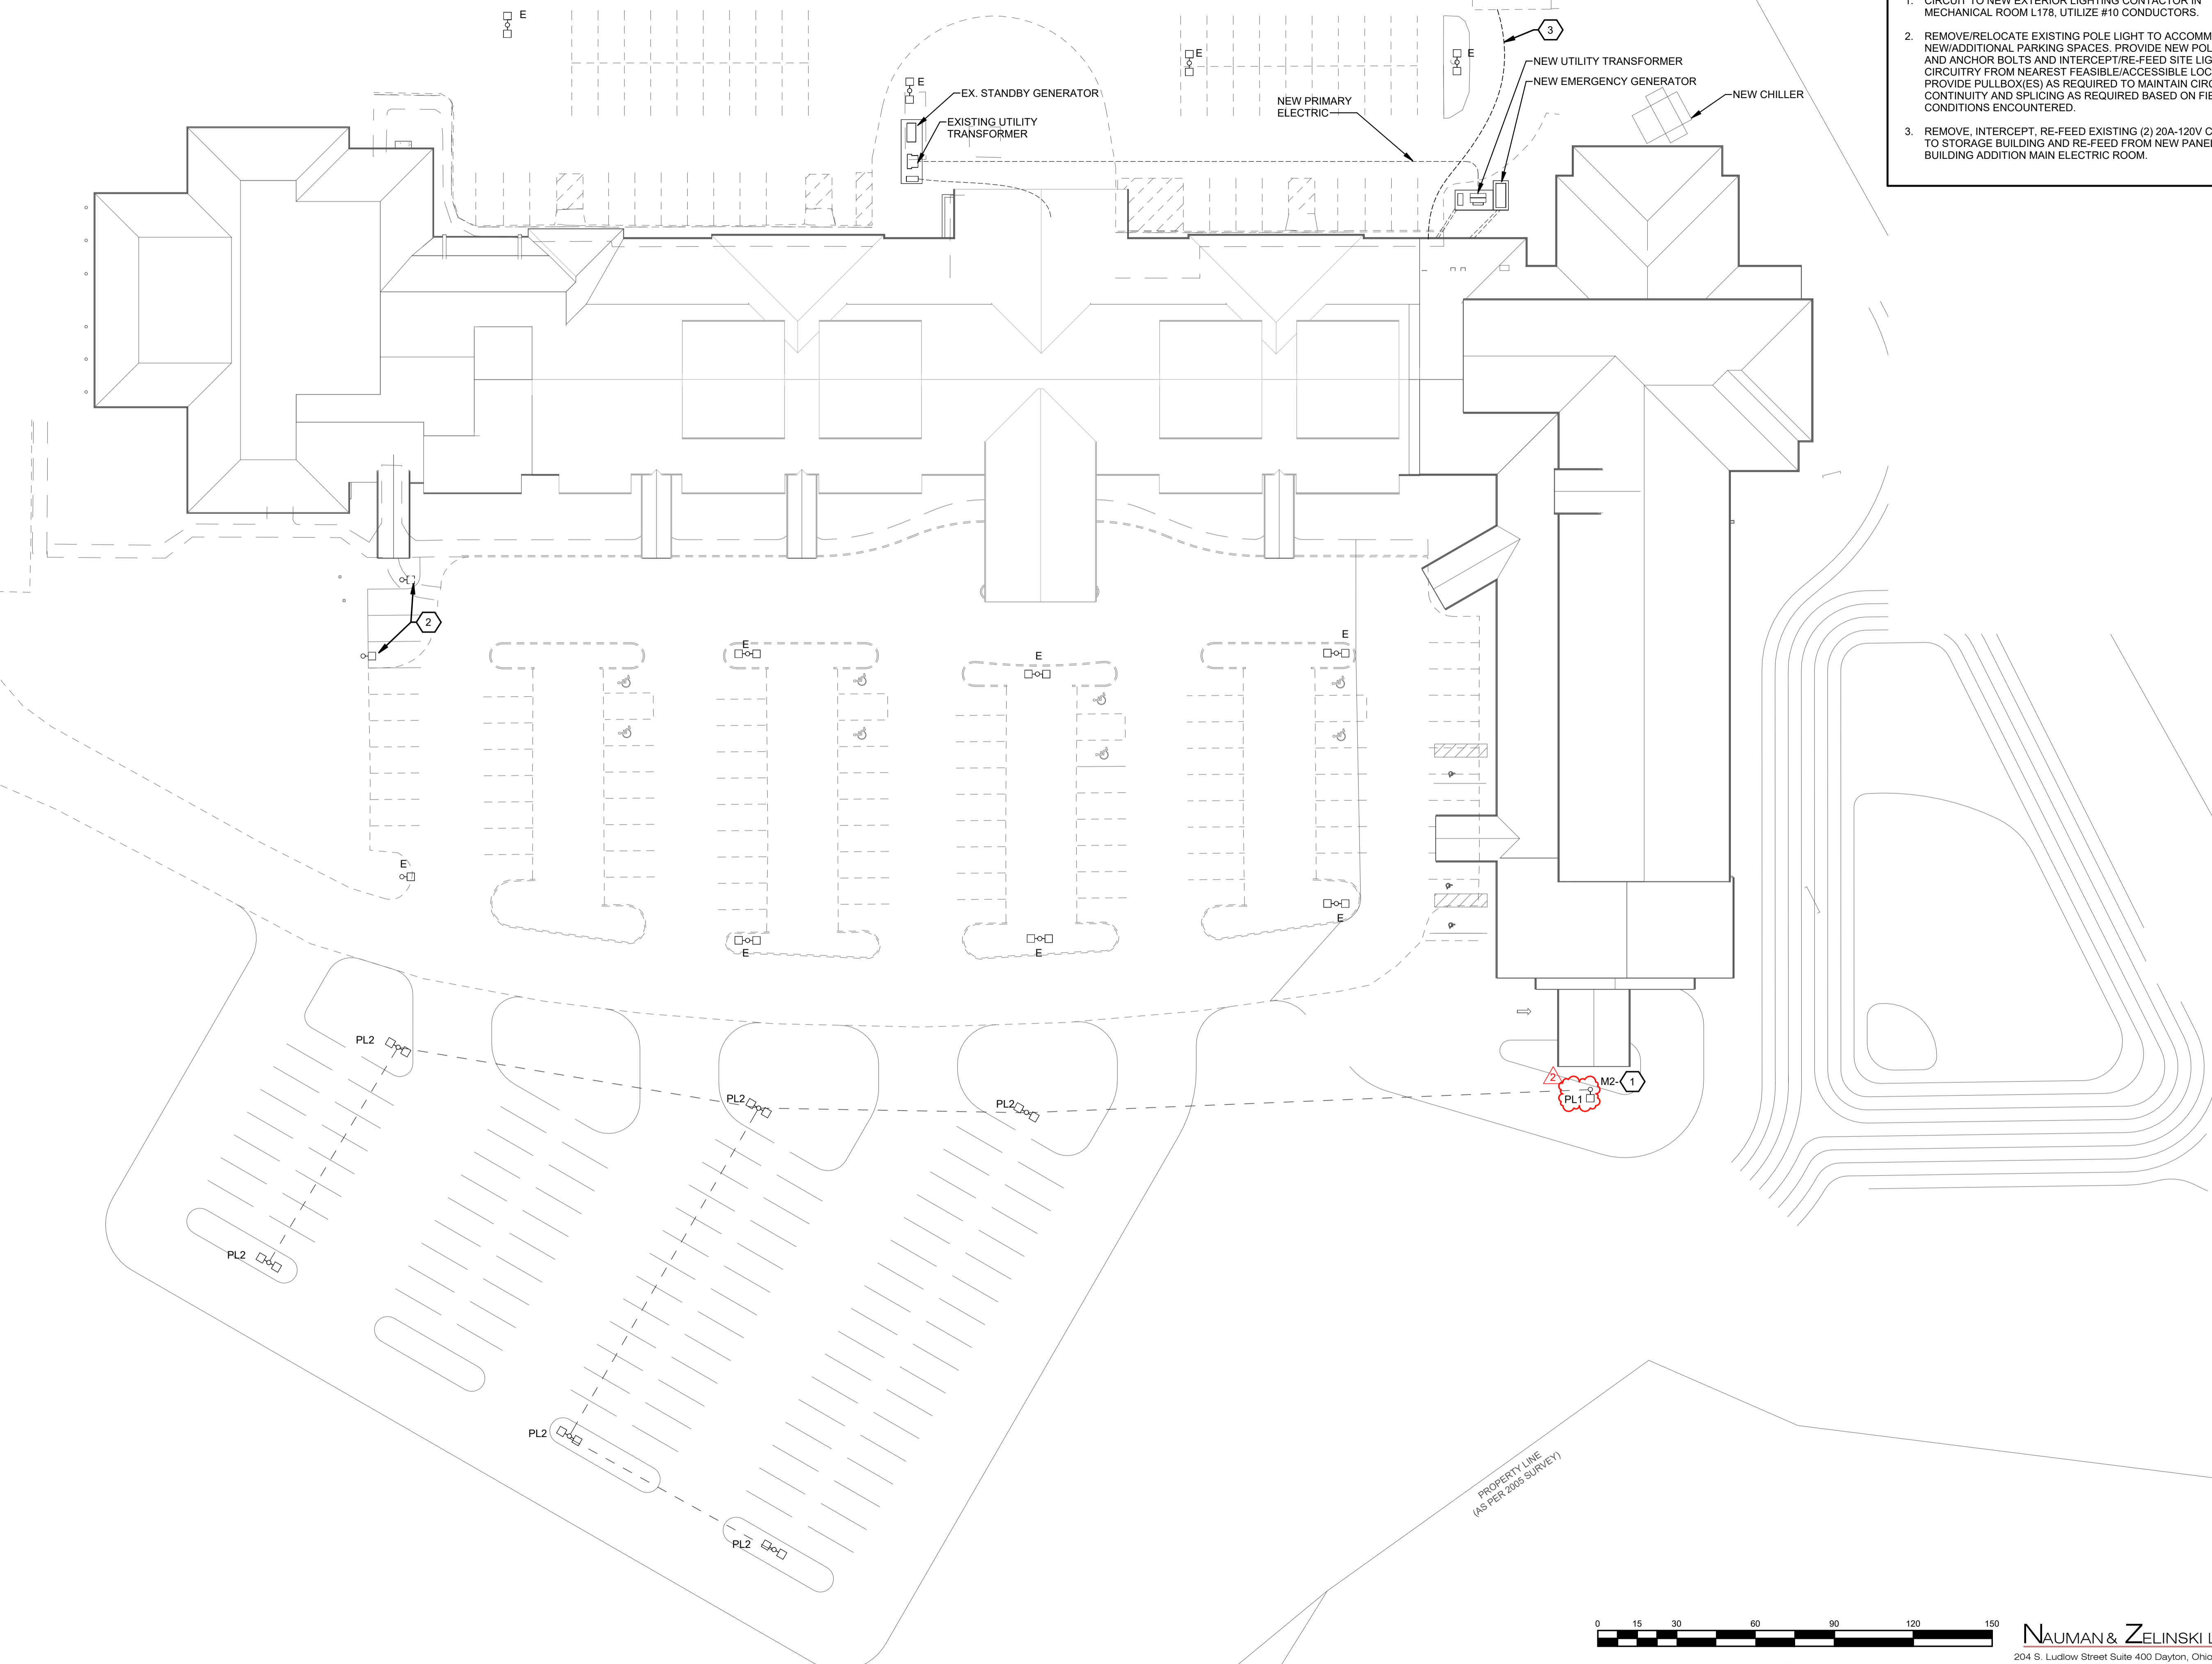 1. CIRCUIT TO NEW EXTERIOR LIGHTING CONTACTOR IN
MECHANICAL ROOM L178, UTILIZE #10 CONDUCTORS.
2. REMOVE/RELOCATE EXISTING POLE LIGHT TO ACCOMM
NEW/ADDITIONAL PARKING SPACES. PROVIDE NEW POL
AND ANCHOR BOLTS AND INTERCEPT/RE-FEED SITE LIG
CIRCUITRY FROM NEAREST FEASIBLE/ACCESSIBLE LOC
PROVIDE PULLBOX(ES) AS REQUIRED TO MAINTAIN CIRC
CONTINUITY AND SPLICING AS REQUIRED BASED ON FIE
CONDITIONS ENCOUNTERED.
3. REMOVE, INTERCEPT, RE-FEED EXISTING (2) 20A-120V C
TO STORAGE BUILDING AND RE-FEED FROM NEW PANEL
BUILDING ADDITION MAIN ELECTRIC ROOM.
E
3
E
E
E
NEW UTILITY TRANSFORMER
NEW EMERGENCY GENERATOR
EX. STANDBY GENERATOR
NEW PRIMARY
ELECTRIC
NEW CHILLER
EXISTING UTILITY
TRANSFORMER
2
E
E
E
E
E
E
E
PL2
PL2
PL2
2
M2-
1
PL1
PL2
PL2
PL2
PROPERTY LINE
(AS PER 2005 SURVEY)
0 15 30 60 90 120 150
NAUMAN & ZELINSKI L
204 S. Ludlow Street Suite 400 Dayton, Ohio